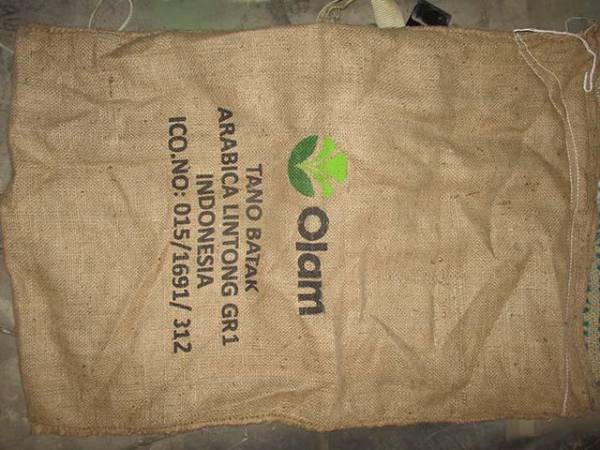 Olam
TANO BATAK
ARABICA LINTONG GR1
INDONESIA
ICO.NO: 015/1691/ 312